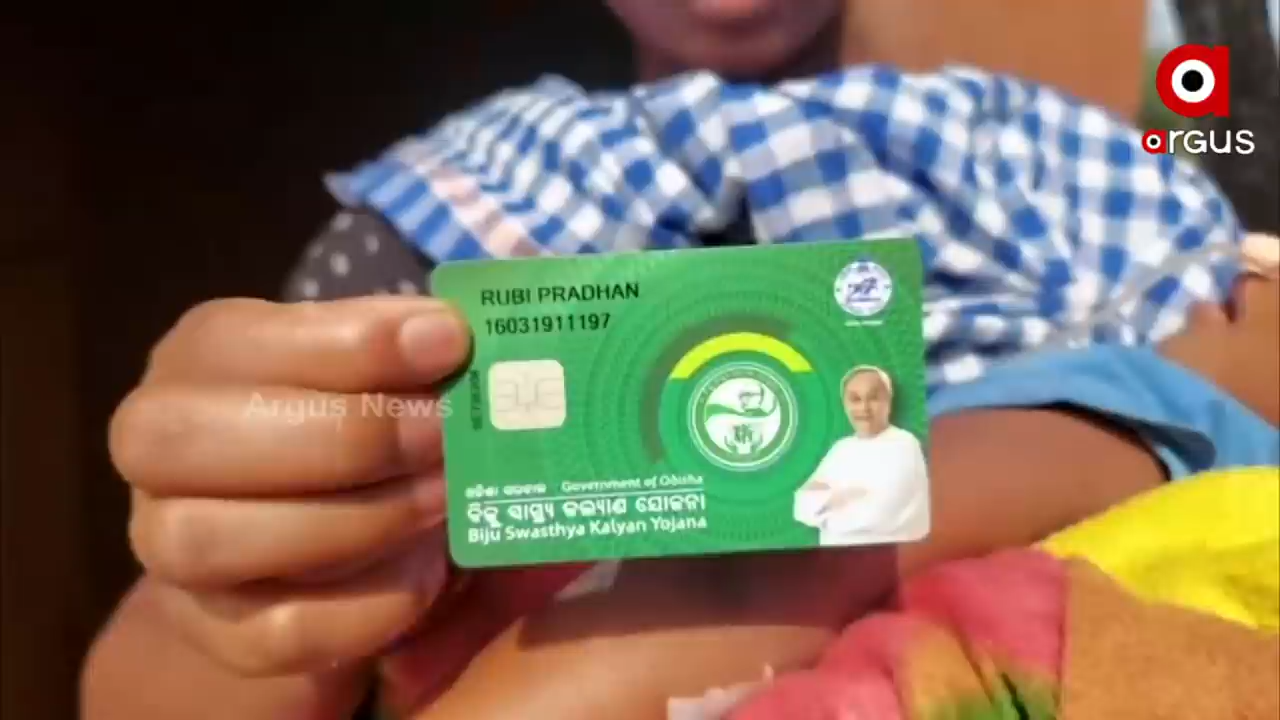 argus
RUBI PRADHAN
16031911197
Argus News
ଓଡ଼ିଶା ସରକାର Government of Odisha
ବିଜୁ ସ୍ୱାସ୍ଥ୍ୟ କଲ୍ୟାଣ ଯୋଜନା
Biju Swasthya Kalyan Yojana